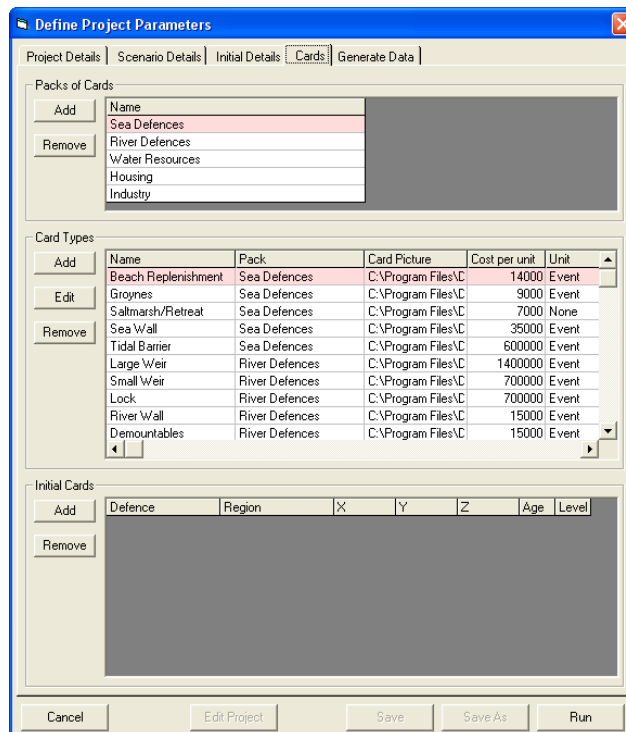 Define Project Parameters
Project Details Scenario Details Initial Details Cards Generate Data
Packs of Cards
Add
Remove
Name
Sea Defences
River Defences
Water Resources
Housing
Industry
Card Types
Add
Edit
Remove
Name Pack Card Picture Cost per unit Unit
Beach Replenishment Sea Defences C:\Program Files\D 14000 Event
Groynes Sea Defences C:\Program Files\D 9000 Event
Saltmarsh/Retreat Sea Defences C:\Program Files\D 7000 None
Sea Wall Sea Defences C:\Program Files\D 35000 Event
Tidal Barrier Sea Defences C:\Program Files\D 600000 Event
Large Weir River Defences C:\Program Files\D 1400000 Event
Small Weir River Defences C:\Program Files\D 700000 Event
Lock River Defences C:\Program Files\D 700000 Event
River Wall River Defences C:\Program Files\D 15000 Event
Demountables River Defences C:\Program Files\D 15000 Event
Initial Cards
Add
Remove
Defence Region X Y Z Age Level
Cancel Edit Project Save Save As Run